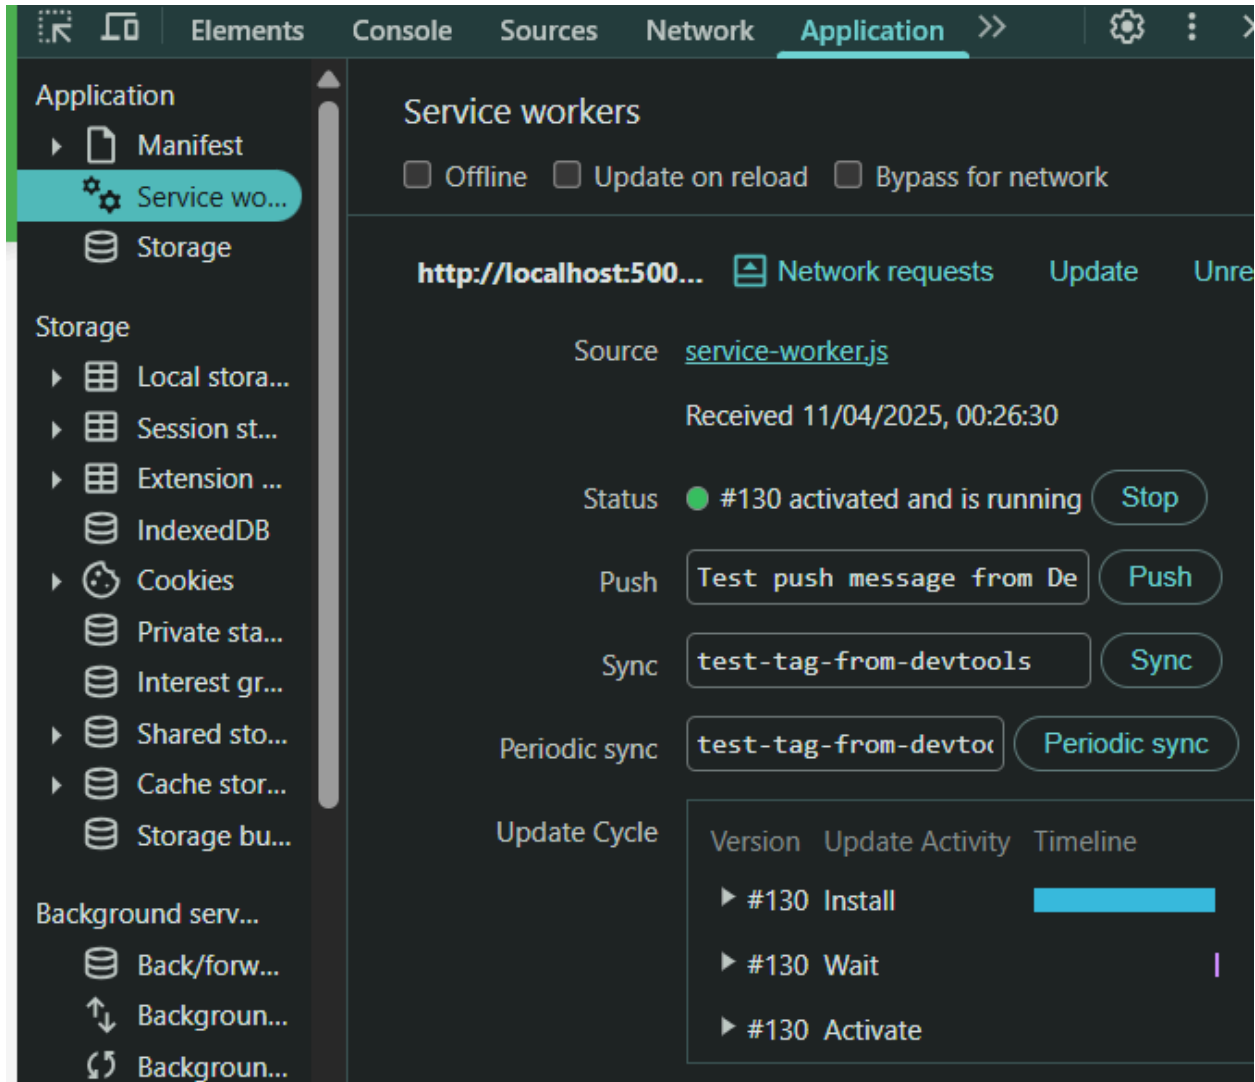 Elements Console Sources Network Application
Application
Manifest
Service wo...
Storage
Storage
Local stora...
Session st...
Extension ...
IndexedDB
Cookies
Private sta...
Interest gr...
Shared sto...
Cache stor...
Storage bu...
Background serv...
Back/forw...
Backgroun...
Backgroun...
Service workers
Offline Update on reload Bypass for network
http://localhost:500... Network requests Update Unre
Source service-worker.js
Received 11/04/2025, 00:26:30
Status #130 activated and is running Stop
Push Test push message from De Push
Sync test-tag-from-devtools Sync
Periodic sync test-tag-from-devtoo Periodic sync
Update Cycle
Version Update Activity Timeline
#130 Install
#130 Wait
#130 Activate